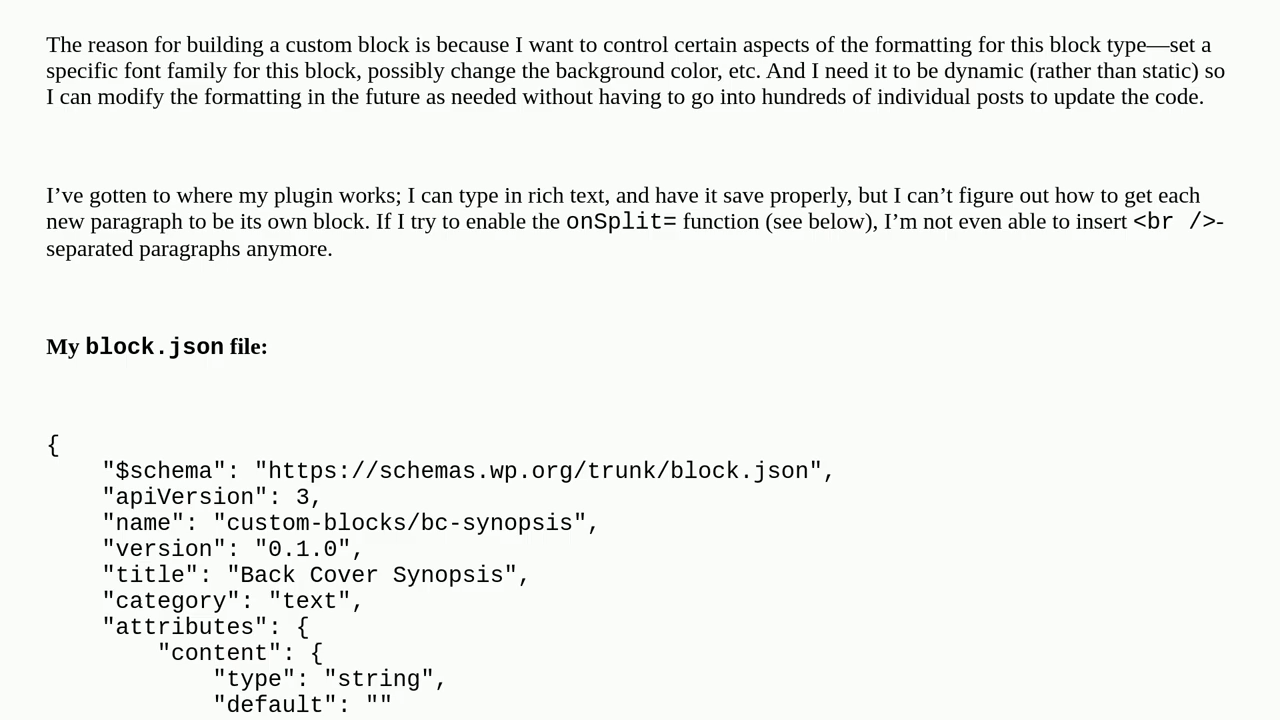 The reason for building a custom block is because I want to control certain aspects of the formatting for this block type—set a
specific font family for this block, possibly change the background color, etc. And I need it to be dynamic (rather than static) so
I can modify the formatting in the future as needed without having to go into hundreds of individual posts to update the code.
I’ve gotten to where my plugin works; I can type in rich text, and have it save properly, but I can’t figure out how to get each
new paragraph to be its own block. If I try to enable the onSplit= function (see below), I’m not even able to insert <br />-
separated paragraphs anymore.
My block.json file:
{
    "$schema": "https://schemas.wp.org/trunk/block.json",
    "apiVersion": 3,
    "name": "custom-blocks/bc-synopsis",
    "version": "0.1.0",
    "title": "Back Cover Synopsis",
    "category": "text",
    "attributes": {
        "content": {
            "type": "string",
            "default": ""